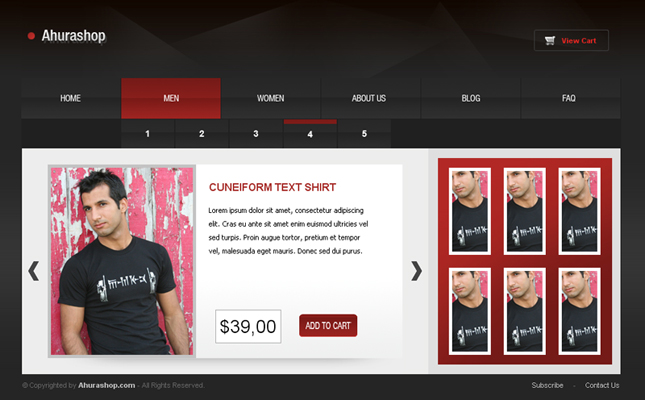 Ahurashop
View Cart
HOME MEN WOMEN ABOUT US BLOG FAQ
1 2 3 4 5
CUNEIFORM TEXT SHIRT
Lorem ipsum dolor sit amet, consectetur adipiscing
elit. Cras eu ante sit amet enim euismod ultricies vel
sed turpis. Proin augue tortor, pretium et tempor
vel, malesuada eget mauris. Donec sed dui purus.
$39,00 ADD TO CART
© Copyrighted by Ahurashop.com - All Rights Reserved. Subscribe - Contact Us